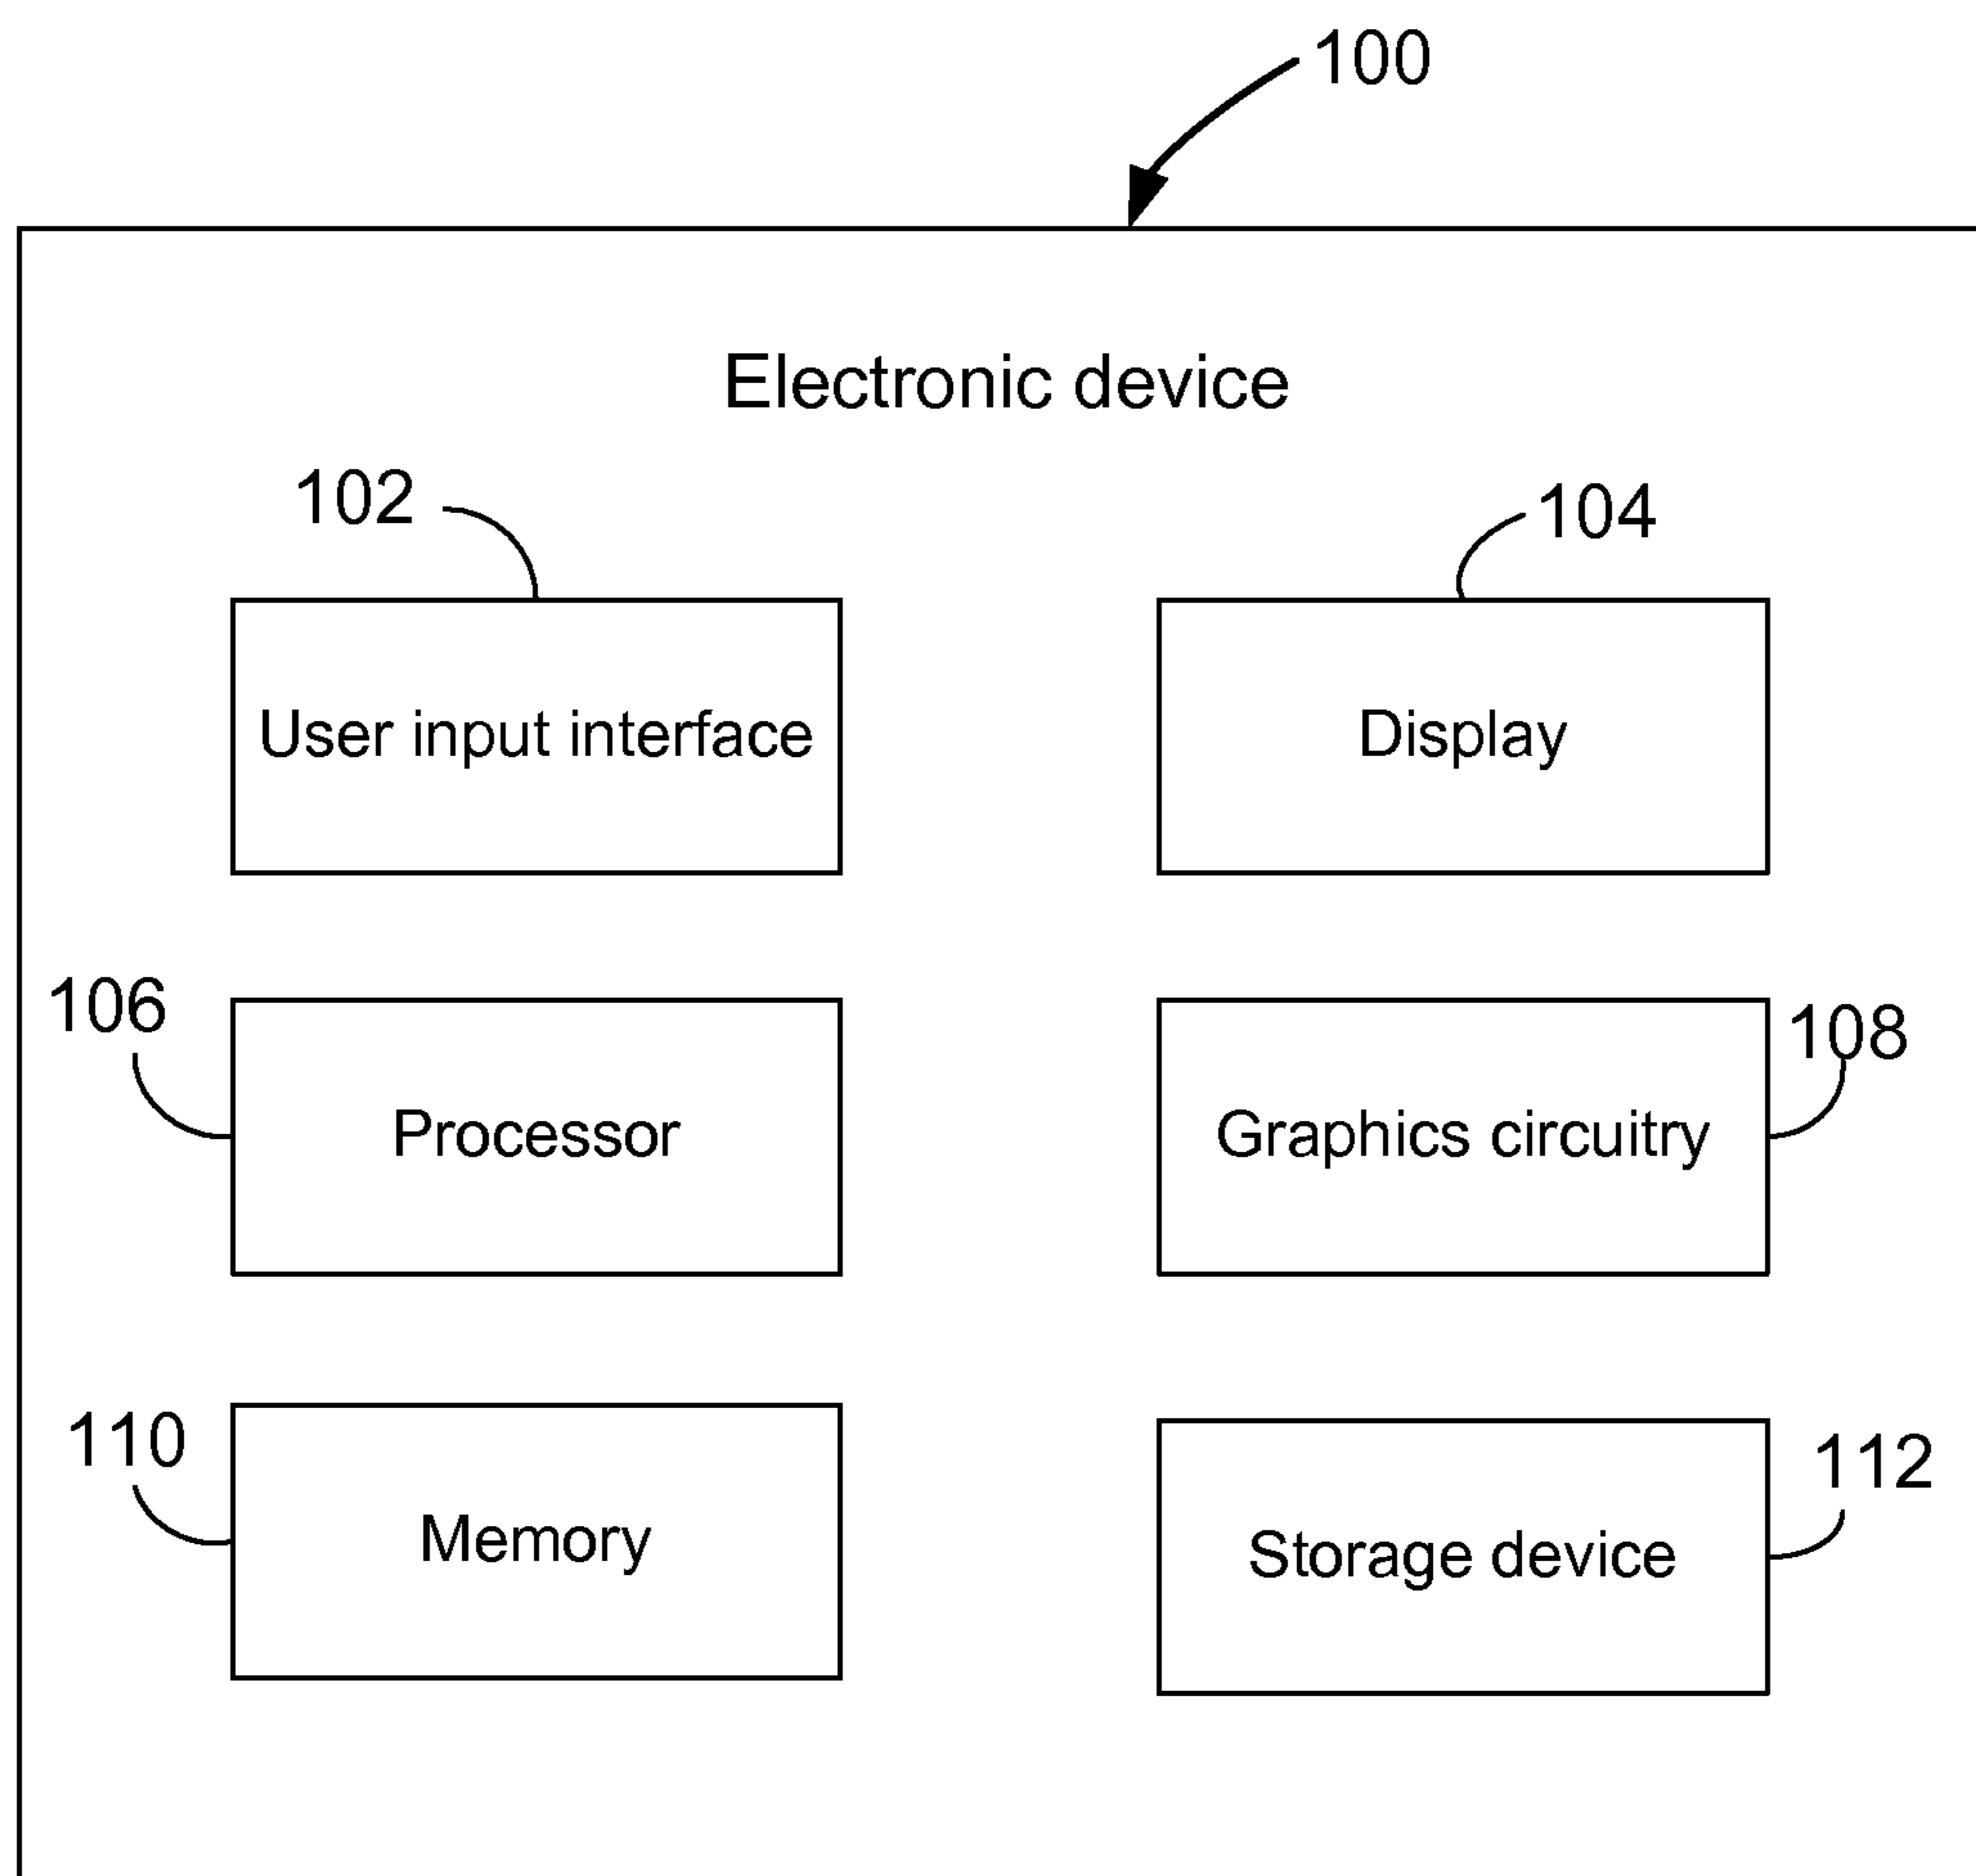 100
Electronic device
102
104
User input interface
Display
106
108
Processor
Graphics circuitry
110
112
Memory
Storage device